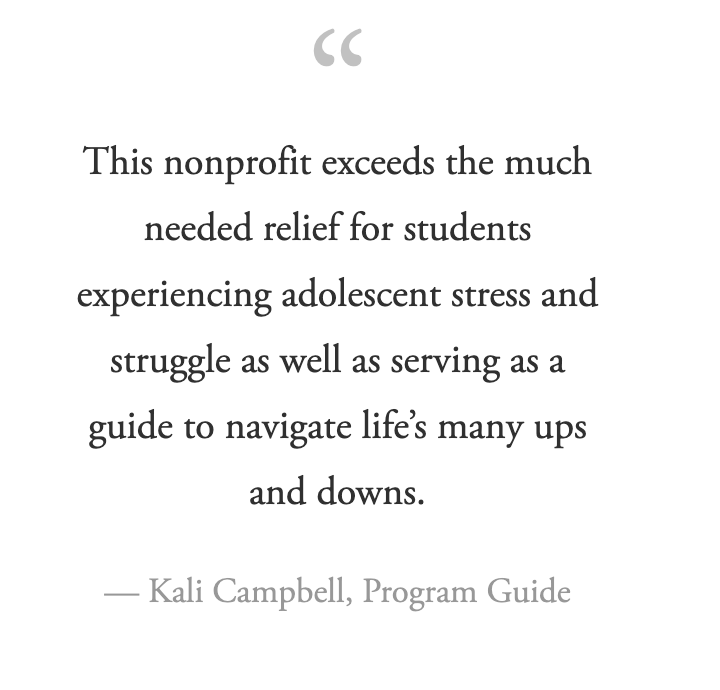 “
This nonprofit exceeds the much
needed relief for students
experiencing adolescent stress and
struggle as well as serving as a
guide to navigate life’s many ups
and downs.
— Kali Campbell, Program Guide